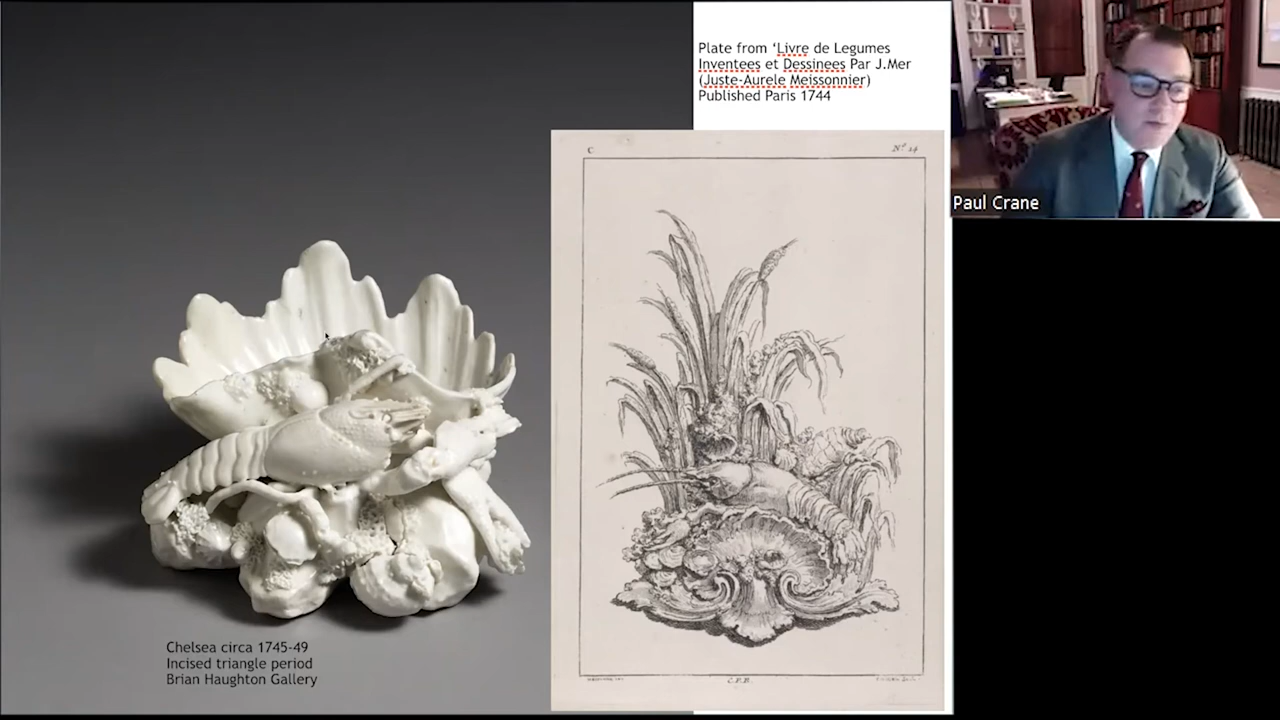 Plate from ‘Livre de Legumes
Inventees et Dessinees Par J.Mer
(Juste-Aurele Meissonnier)
Published Paris 1744
C
Nº. 14
Paul Crane
Chelsea circa 1745-49
Incised triangle period
Brian Haughton Gallery
C.P.R.